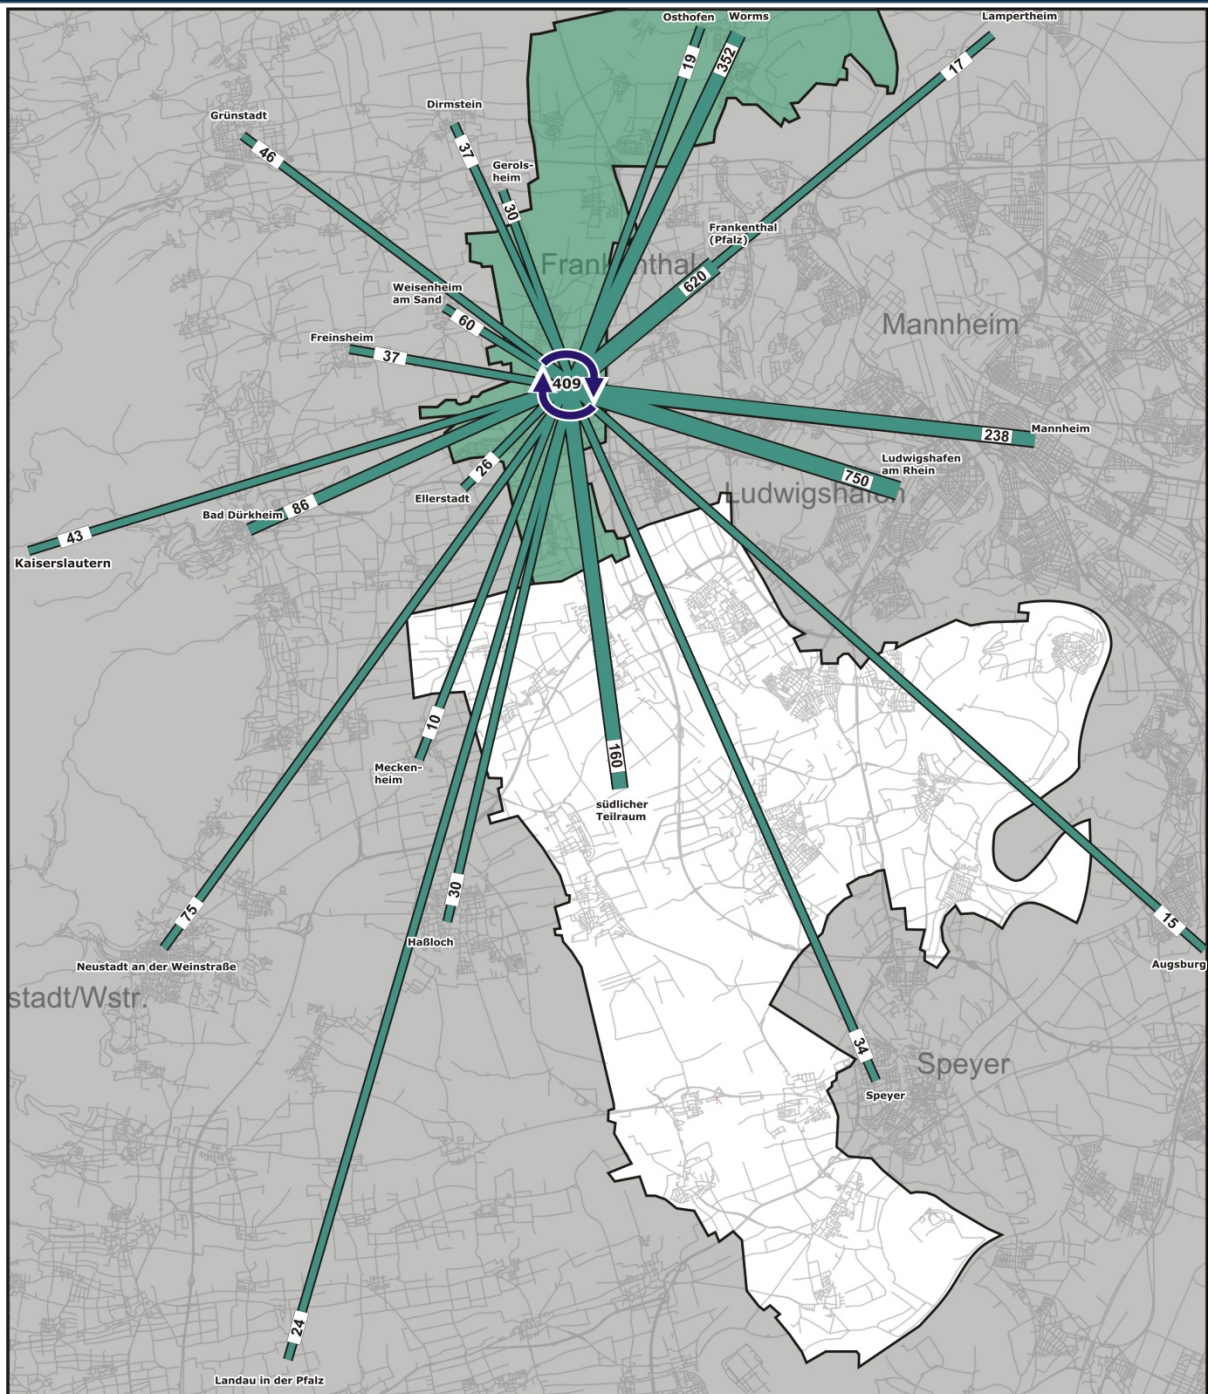 Osthofen
Worms
Lampertheim
19
352
17
Dirmstein
Grünstadt
37
46
Gerols-
heim
30
Frankenthal
(Pfalz)
Frankenthal
620
Weisenheim
am Sand
60
Mannheim
Freinsheim
37
409
238
Mannheim
Ludwigshafen
am Rhein
750
Ludwigshafen
26
Ellerstadt
86
Bad Dürkheim
43
Kaiserslautern
10
Mecken-
heim
160
südlicher
Teilraum
30
Haßloch
75
Neustadt an der Weinstraße
stadt/Wstr.
15
Augsburg
34
Speyer
Speyer
24
Landau in der Pfalz